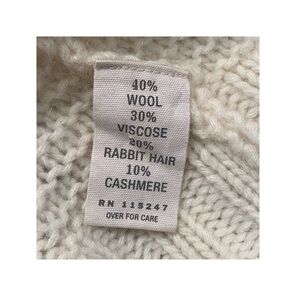 40%
WOOL
30%
VISCOSE
20%
RABBIT HAIR
10%
CASHMERE
RN 115247
OVER FOR CARE